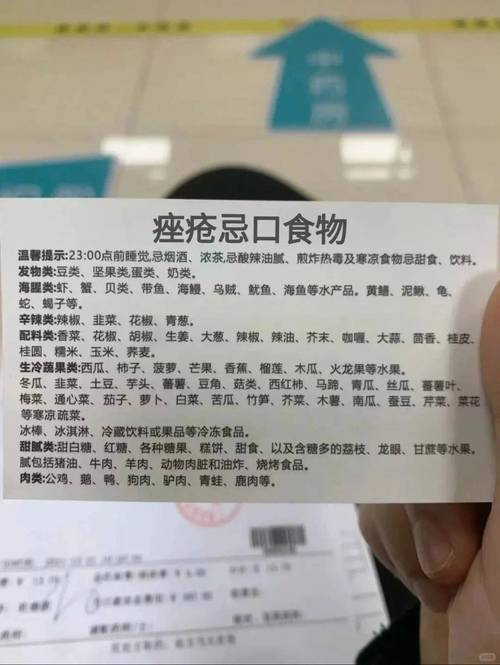 中药房
痤疮忌口食物
温馨提示:23:00点前睡觉,忌烟酒、浓茶,忌酸辣油腻、煎炸热毒及寒凉食物忌甜食、饮料。
发物类:豆类、坚果类,蛋类、奶类。
海腥类:虾、蟹、贝类、带鱼、海鳗、乌贼、鱿鱼、海鱼等水产品。黄鳝、泥鳅、龟、
蛇、蝎子等。
辛辣类:辣椒、韭菜、花椒、青葱。
配料类:香菜、花椒、胡椒、生姜、大葱、辣椒、辣油、芥末、咖喱、大蒜、茴香、桂皮、
桂圆、糯米、玉米、荞麦。
生冷蔬果类:西瓜、柿子、菠萝、芒果、香蕉、榴莲、木瓜、火龙果等水果。
冬瓜、韭菜、土豆、芋头、蕃薯、豆角、菇类、西红柿、马蹄、青瓜、丝瓜、蕃薯叶、
梅菜、通心菜、茄子、萝卜、白菜、苦瓜、竹笋、芥菜、木薯、南瓜、蚕豆、芹菜、菜花
等寒凉蔬菜。
冰棒、冰淇淋、冷藏饮料或果品等冷冻食品。
甜腻类:甜白糖、红糖、各种糖果、糕饼、甜食、以及含糖多的荔枝、龙眼、甘蔗等水果。
腻包括猪油、牛肉、羊肉、动物肉脏和油炸、烧烤食品。
肉类:公鸡、鹅、鸭、狗肉、驴肉、青蛙、鹿肉等。